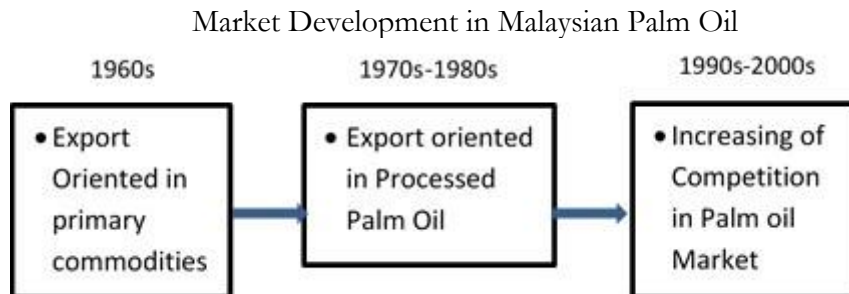 Market Development in Malaysian Palm Oil
1960s
• Export
Oriented in
primary
commodities
1970s-1980s
• Export oriented
in Processed
Palm Oil
1990s-2000s
• Increasing of
Competition
in Palm oil
Market